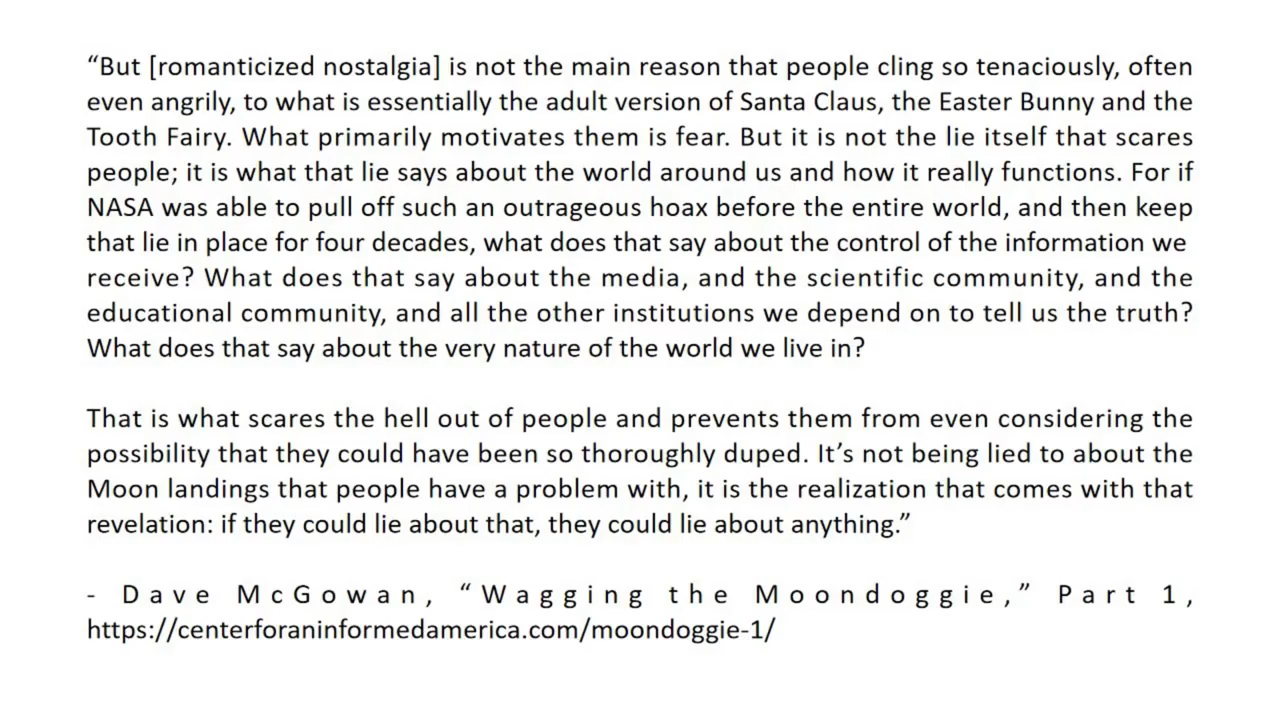 “But [romanticized nostalgia] is not the main reason that people cling so tenaciously, often
even angrily, to what is essentially the adult version of Santa Claus, the Easter Bunny and the
Tooth Fairy. What primarily motivates them is fear. But it is not the lie itself that scares
people; it is what that lie says about the world around us and how it really functions. For if
NASA was able to pull off such an outrageous hoax before the entire world, and then keep
that lie in place for four decades, what does that say about the control of the information we
receive? What does that say about the media, and the scientific community, and the
educational community, and all the other institutions we depend on to tell us the truth?
What does that say about the very nature of the world we live in?
That is what scares the hell out of people and prevents them from even considering the
possibility that they could have been so thoroughly duped. It’s not being lied to about the
Moon landings that people have a problem with, it is the realization that comes with that
revelation: if they could lie about that, they could lie about anything.”
- Dave McGowan, “Wagging the Moondoggie,” Part 1,
https://centerforaninformedamerica.com/moondoggie-1/